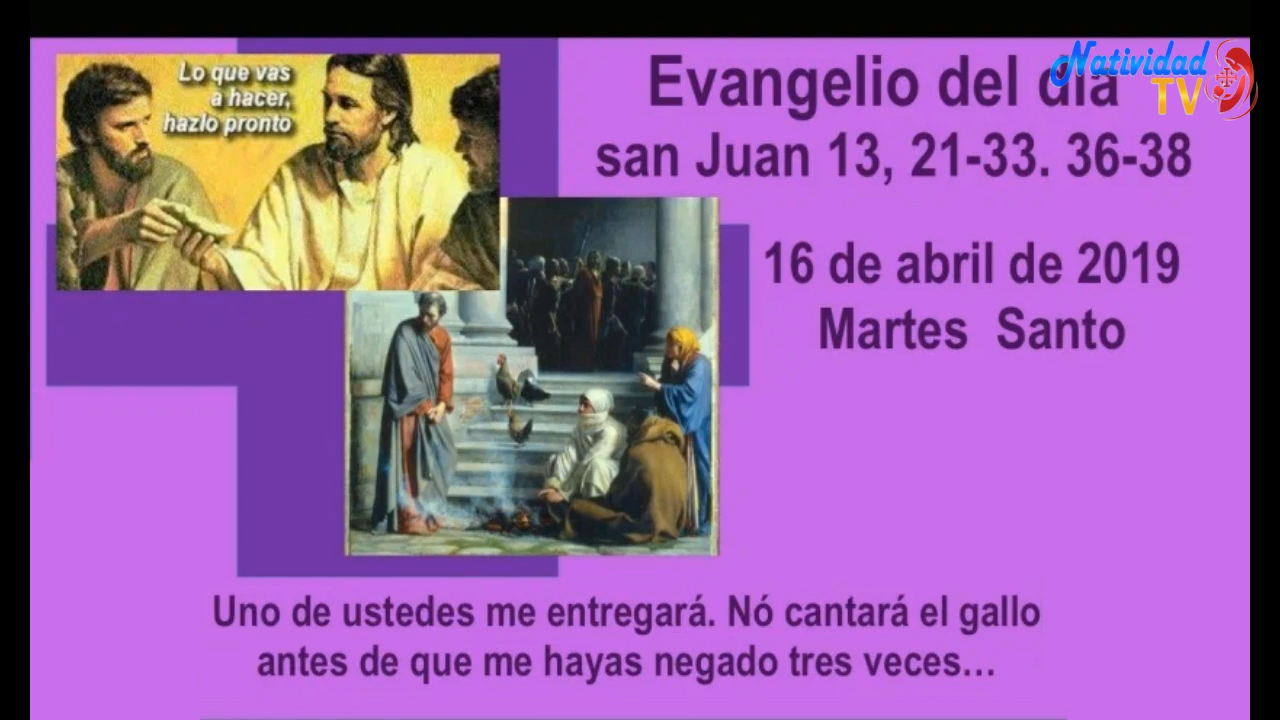 Lo que vas
a hacer,
hazlo pronto
Evangelio del día
Natividad
TV
san Juan 13, 21-33. 36-38
16 de abril de 2019
Martes Santo
Uno de ustedes me entregará. Nó cantará el gallo
antes de que me hayas negado tres veces...